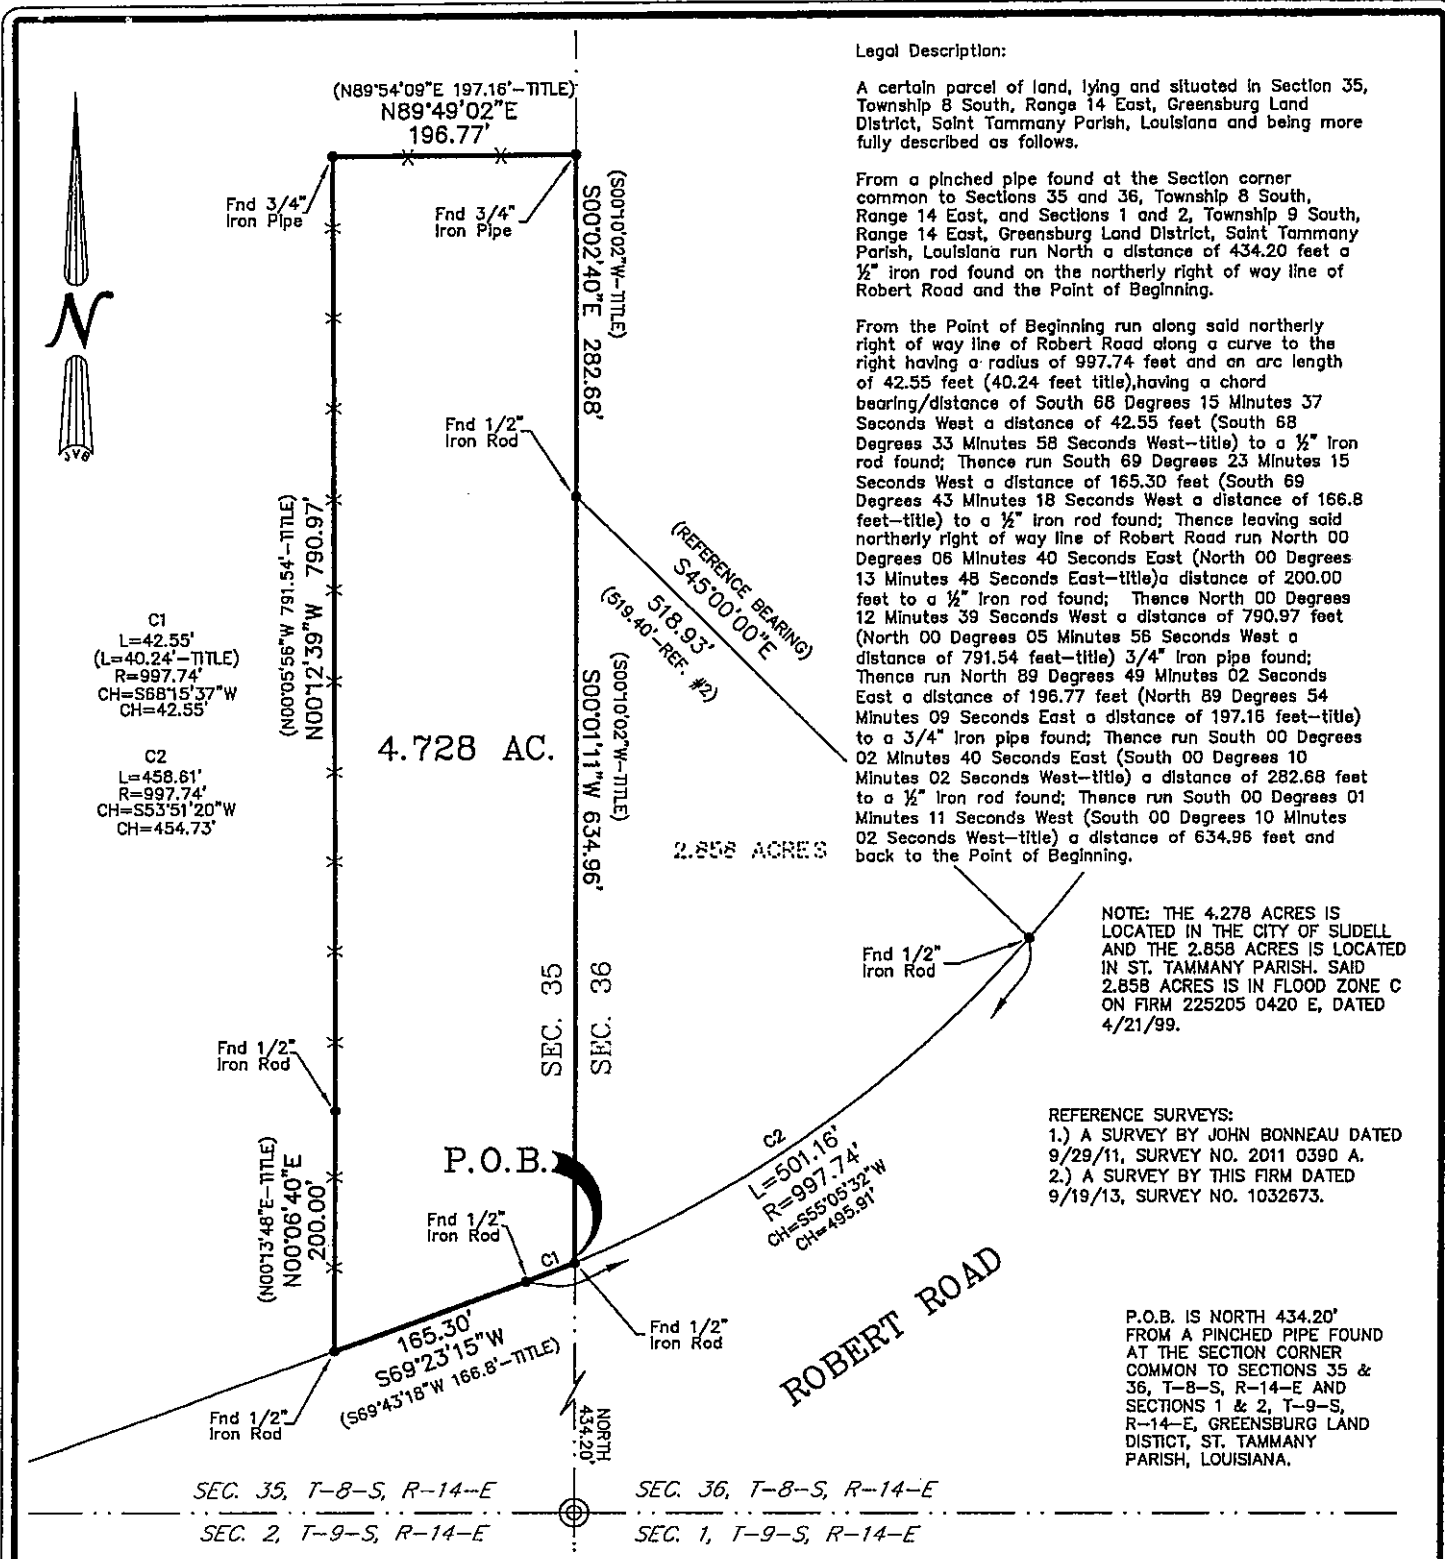 Legal Description:
A certain parcel of land, lying and situated in Section 35,
Township 8 South, Range 14 East, Greensburg Land
District, Saint Tammany Parish, Louisiana and being more
fully described as follows.
From a pinched pipe found at the Section corner
common to Sections 35 and 36, Township 8 South,
Range 14 East, and Sections 1 and 2, Township 9 South,
Range 14 East, Greensburg Land District, Saint Tammany
Parish, Louisiana run North a distance of 434.20 feet a
½" iron rod found on the northerly right of way line of
Robert Road and the Point of Beginning.
From the Point of Beginning run along said northerly
right of way line of Robert Road along a curve to the
right having a radius of 997.74 feet and an arc length
of 42.55 feet (40.24 feet title),having a chord
bearing/distance of South 68 Degrees 15 Minutes 37
Seconds West a distance of 42.55 feet (South 68
Degrees 33 Minutes 58 Seconds West-title) to a ½" iron
rod found; Thence run South 69 Degrees 23 Minutes 15
Seconds West a distance of 165.30 feet (South 69
Degrees 43 Minutes 18 Seconds West a distance of 166.8
feet-title) to a ½" iron rod found; Thence leaving said
northerly right of way line of Robert Road run North 00
Degrees 06 Minutes 40 Seconds East (North 00 Degrees
13 Minutes 48 Seconds East-title)a distance of 200.00
feet to a ½" iron rod found; Thence North 00 Degrees
12 Minutes 39 Seconds West a distance of 790.97 feet
(North 00 Degrees 05 Minutes 56 Seconds West a
distance of 791.54 feet-title) 3/4" iron pipe found;
Thence run North 89 Degrees 49 Minutes 02 Seconds
East a distance of 196.77 feet (North 89 Degrees 54
Minutes 09 Seconds East a distance of 197.16 feet-title)
to a 3/4" iron pipe found; Thence run South 00 Degrees
02 Minutes 40 Seconds East (South 00 Degrees 10
Minutes 02 Seconds West-title) a distance of 282.68 feet
to a ½" iron rod found; Thence run South 00 Degrees 01
Minutes 11 Seconds West (South 00 Degrees 10 Minutes
02 Seconds West-title) a distance of 634.96 feet and
back to the Point of Beginning.
(N89°54'09"E 197.16'-TITLE)
N89°49'02"E
196.77'
Fnd 3/4"
Iron Pipe
Fnd 3/4"
Iron Pipe
(S00°10'02"W-TITLE)
S00°02'40"E 282.68'
N
JVB
Fnd 1/2"
Iron Rod
(N00°05'56"W 791.54'-TITLE)
N00°12'39"W 790.97'
(REFERENCE BEARING)
S45°00'00"E
518.93'
(519.40'-REF. #2)
C1
L=42.55'
(L=40.24'-TITLE)
R=997.74'
CH=S68°15'37"W
CH=42.55'
C2
L=458.61'
R=997.74'
CH=S53°51'20"W
CH=454.73'
4.728 AC.
(S00°10'02"W-TITLE)
S00°01'11"W 634.96'
2.858 ACRES
SEC. 35
SEC. 36
Fnd 1/2"
Iron Rod
NOTE: THE 4.278 ACRES IS
LOCATED IN THE CITY OF SLIDELL
AND THE 2.858 ACRES IS LOCATED
IN ST. TAMMANY PARISH. SAID
2.858 ACRES IS IN FLOOD ZONE C
ON FIRM 225205 0420 E, DATED
4/21/99.
Fnd 1/2"
Iron Rod
REFERENCE SURVEYS:
1.) A SURVEY BY JOHN BONNEAU DATED
9/29/11, SURVEY NO. 2011 0390 A.
2.) A SURVEY BY THIS FIRM DATED
9/19/13, SURVEY NO. 1032673.
P.O.B.
C2
L=501.16'
R=997.74'
CH=S55°05'32"W
CH=495.91'
(N00°13'48"E-TITLE)
N00°06'40"E
200.00'
Fnd 1/2"
Iron Rod
C1
ROBERT ROAD
Fnd 1/2"
Iron Rod
165.30'
S69°23'15"W
(S69°43'18"W 166.8'-TITLE)
Fnd 1/2"
Iron Rod
NORTH
434.20'
P.O.B. IS NORTH 434.20'
FROM A PINCHED PIPE FOUND
AT THE SECTION CORNER
COMMON TO SECTIONS 35 &
36, T-8-S, R-14-E AND
SECTIONS 1 & 2, T-9-S,
R-14-E, GREENSBURG LAND
DISTICT, ST. TAMMANY
PARISH, LOUISIANA.
SEC. 35, T-8-S, R-14-E
SEC. 36, T-8-S, R-14-E
SEC. 2, T-9-S, R-14-E
SEC. 1, T-9-S, R-14-E